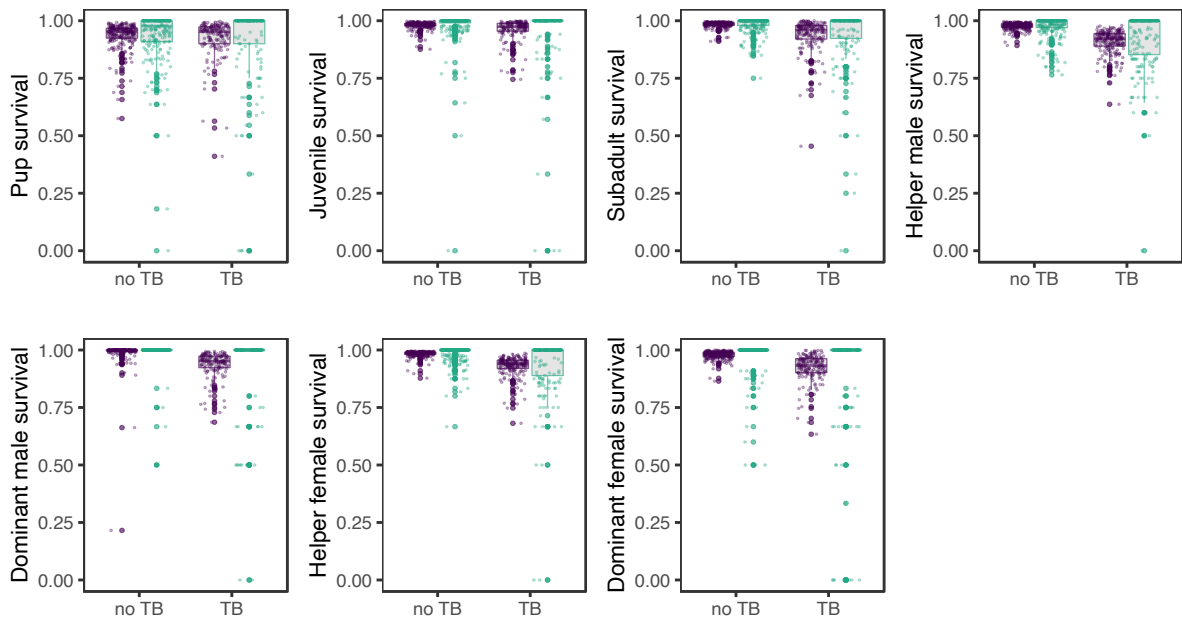 Pup survival
1.00
0.75
0.50
0.25
0.00
no TB
TB
Juvenile survival
1.00
0.75
0.50
0.25
0.00
no TB
TB
Subadult survival
1.00
0.75
0.50
0.25
0.00
no TB
TB
Helper male survival
1.00
0.75
0.50
0.25
0.00
no TB
TB
Dominant male survival
1.00
0.75
0.50
0.25
0.00
no TB
TB
Helper female survival
1.00
0.75
0.50
0.25
0.00
no TB
TB
Dominant female survival
1.00
0.75
0.50
0.25
0.00
no TB
TB